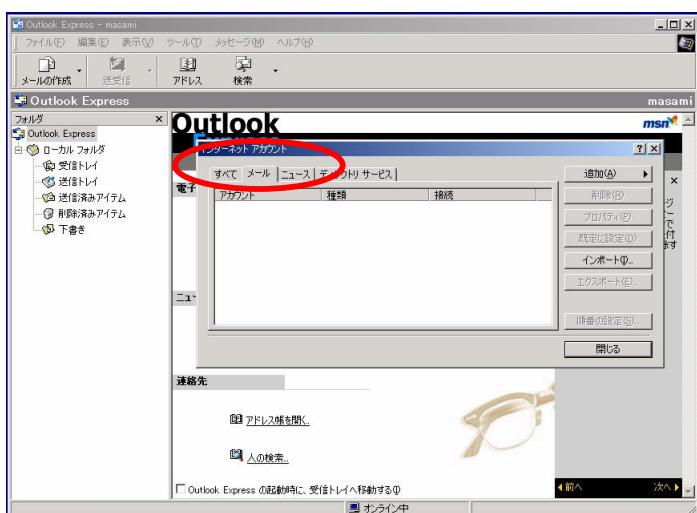 Outlook Express - masami
ファイル(F) 編集(E) 表示(V) ツール(T) メッセージ(M) ヘルプ(H)
メールの作成 送受信 アドレス 検索
Outlook Express masami
フォルダ ×
Outlook Express
ローカル フォルダ
受信トレイ
送信トレイ
送信済みアイテム
削除済みアイテム
下書き
Outlook
msn
インターネット アカウント
すべて メール ニュース ディレクトリ サービス
アカウント 種類 接続
追加(A)
削除(R)
プロパティ(P)
既定に設定(D)
インポート(I)...
エクスポート(E)...
順番の設定(S)...
閉じる
電子
ニュー
連絡先
アドレス帳を開く...
人の検索...
Outlook Express の起動時に、受信トレイへ移動する(I)
前へ 次へ
オンライン中